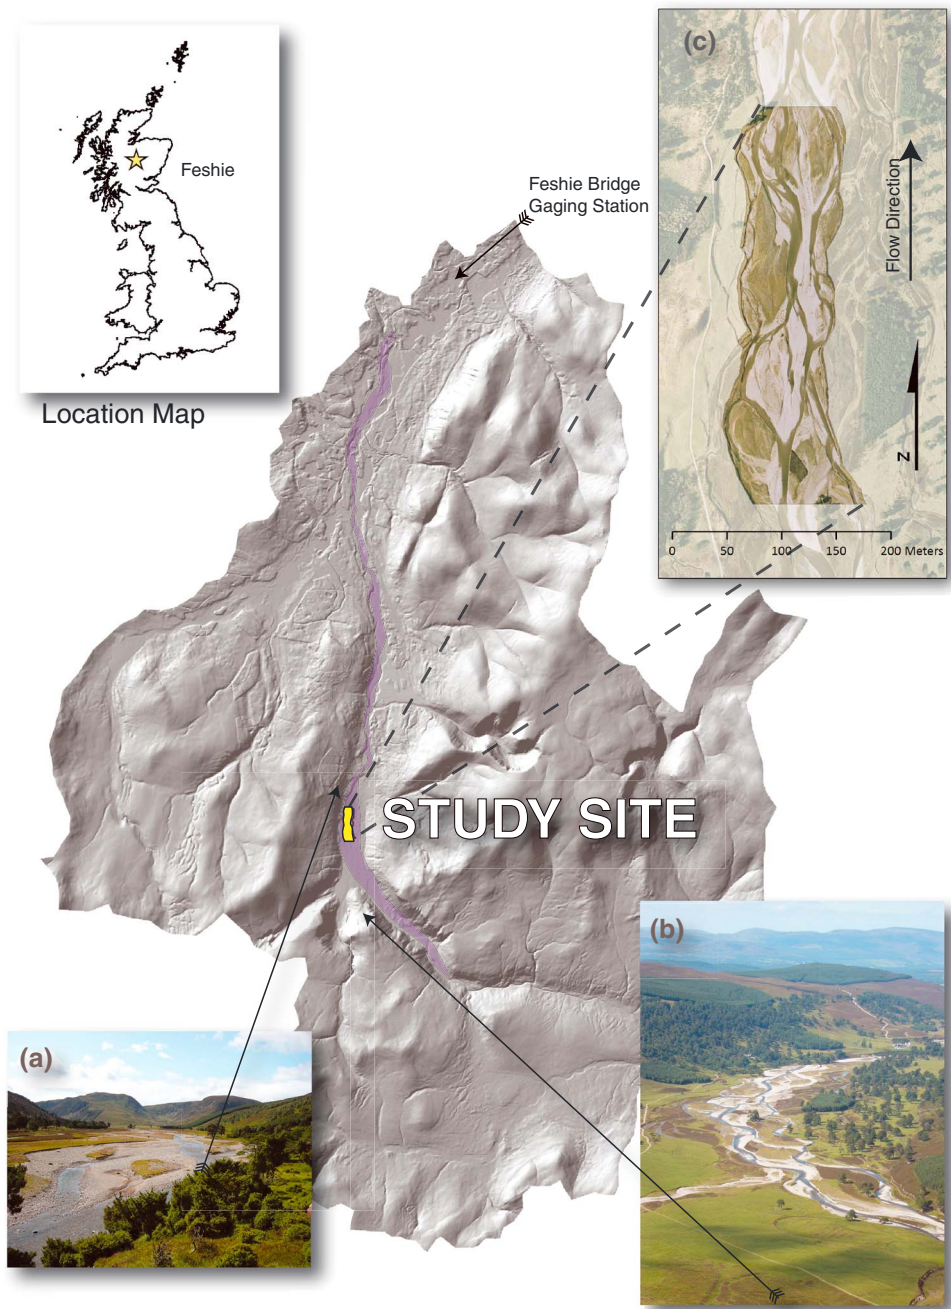 Feshie
Location Map
Feshie Bridge
Gaging Station
(c)
Flow Direction
N
0 50 100 150 200 Meters
STUDY SITE
(a)
(b)